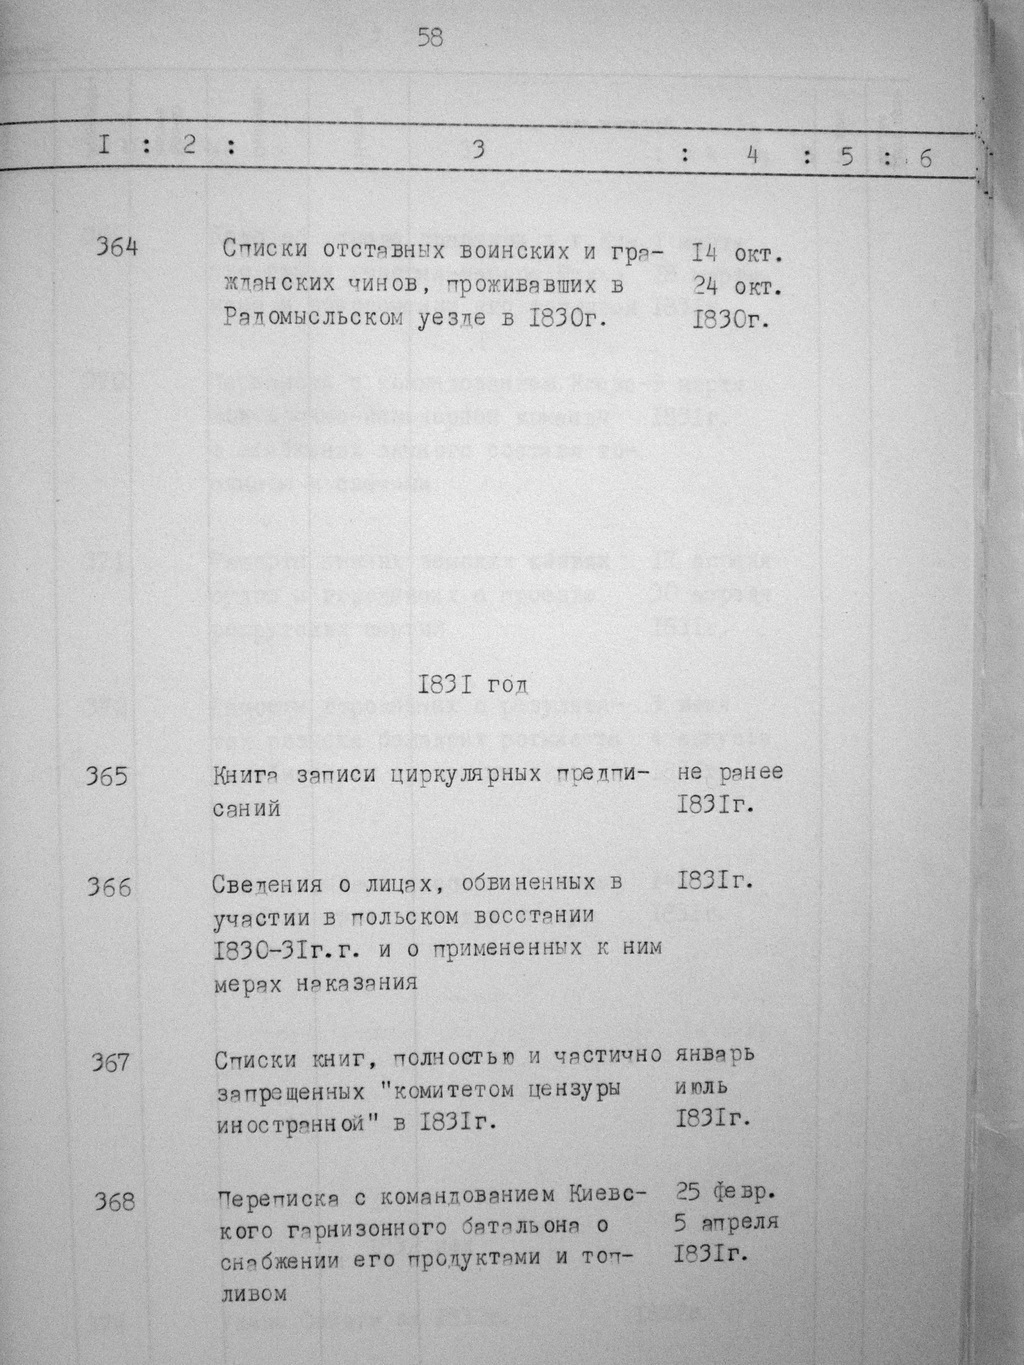 58
I : 2 : 3 : 4 : 5 : 6
364 Списки отставных воинских и гра- 14 окт.
жданских чинов, проживавших в 24 окт.
Радомысльском уезде в 1830г. 1830г.
1831 год
365 Книга записи циркулярных предпи- не ранее
саний 1831г.
366 Сведения о лицах, обвиненных в 1831г.
участии в польском восстании
1830-31г.г. и о примененных к ним
мерах наказания
367 Списки книг, полностью и частично январь
запрещенных "комитетом цензуры июль
иностранной" в 1831г. 1831г.
368 Переписка с командованием Киевс- 25 февр.
кого гарнизонного батальона о 5 апреля
снабжении его продуктами и топ- 1831г.
ливом